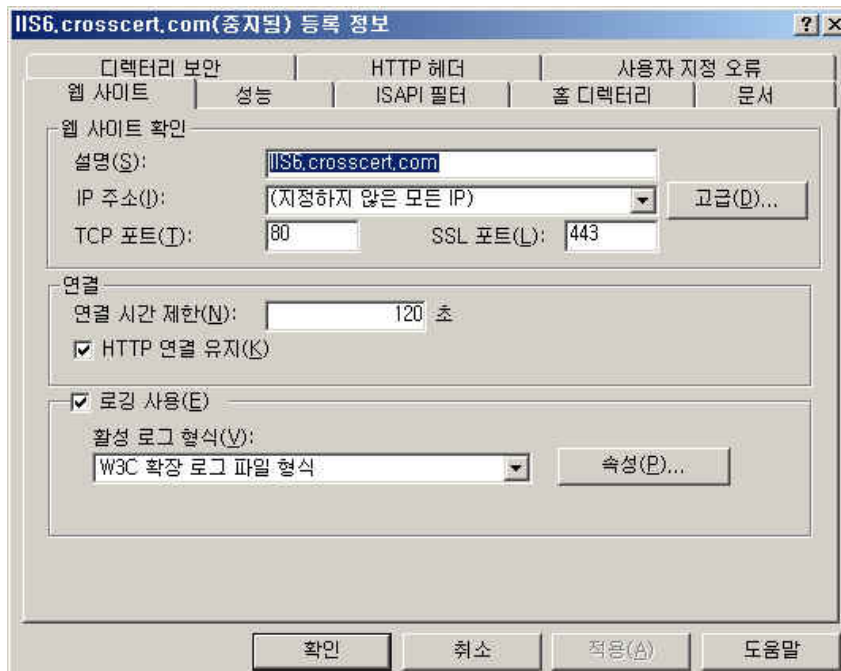 IIS6.crosscert.com(중지됨) 등록 정보
디렉터리 보안 HTTP 헤더 사용자 지정 오류
웹 사이트 성능 ISAPI 필터 홈 디렉터리 문서
웹 사이트 확인
설명(S): IIS6.crosscert.com
IP 주소(I): (지정하지 않은 모든 IP) 고급(D)...
TCP 포트(T): 80 SSL 포트(L): 443
연결
연결 시간 제한(N): 120 초
HTTP 연결 유지(K)
로깅 사용(E)
활성 로그 형식(V):
W3C 확장 로그 파일 형식 속성(P)...
확인 취소 적용(A) 도움말